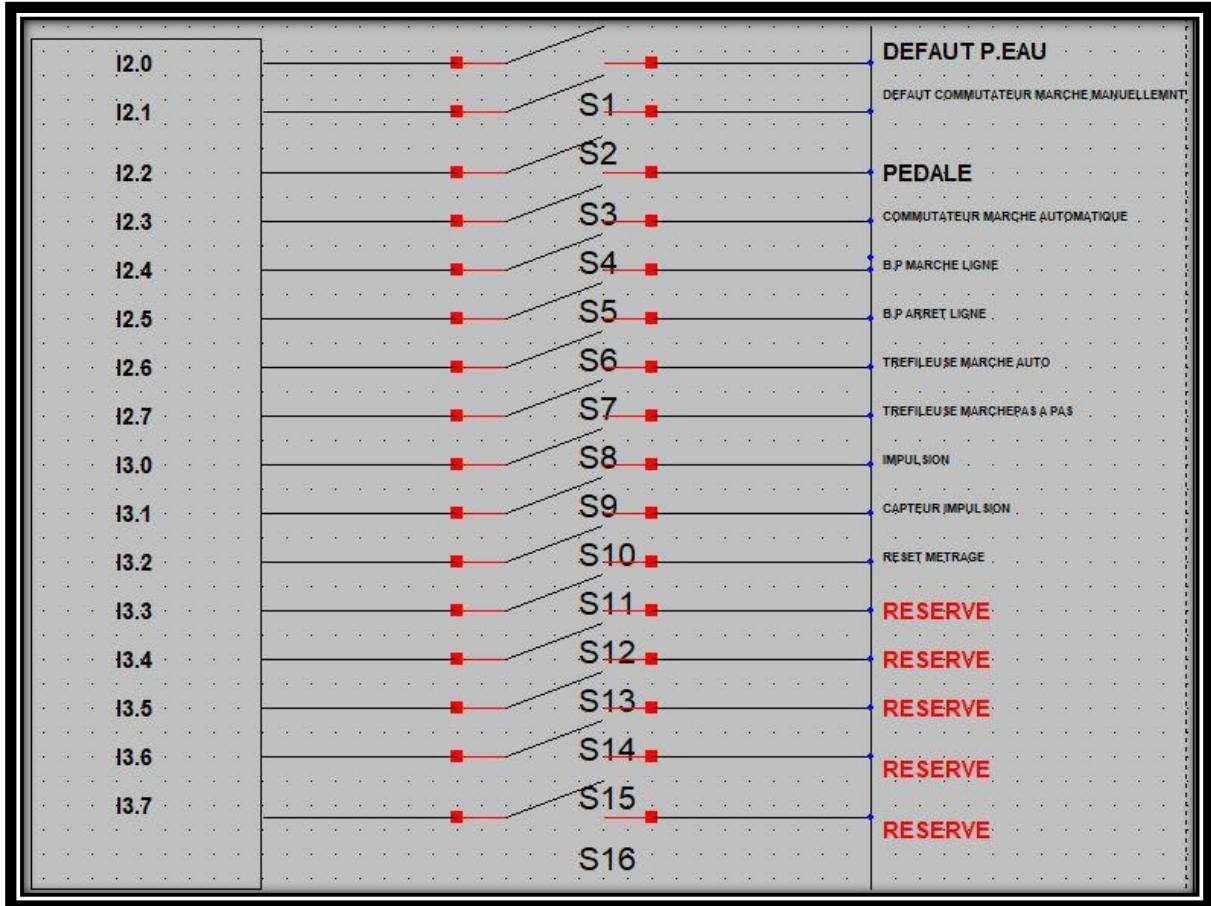 I2.0 DEFAUT P.EAU
I2.1 S1 DEFAUT COMMUTATEUR MARCHE MANUELLEMNT
S2
I2.2 PEDALE
I2.3 S3 COMMUTATEUR MARCHE AUTOMATIQUE
I2.4 S4 B.P MARCHE LIGNE
I2.5 S5 B.P ARRET LIGNE
I2.6 S6 TREFILEUSE MARCHE AUTO
I2.7 S7 TREFILEUSE MARCHEPAS A PAS
I3.0 S8 IMPULSION
I3.1 S9 CAPTEUR IMPULSION
I3.2 S10 RESET METRAGE
I3.3 S11 RESERVE
I3.4 S12 RESERVE
I3.5 S13 RESERVE
I3.6 S14 RESERVE
I3.7 S15
RESERVE
S16